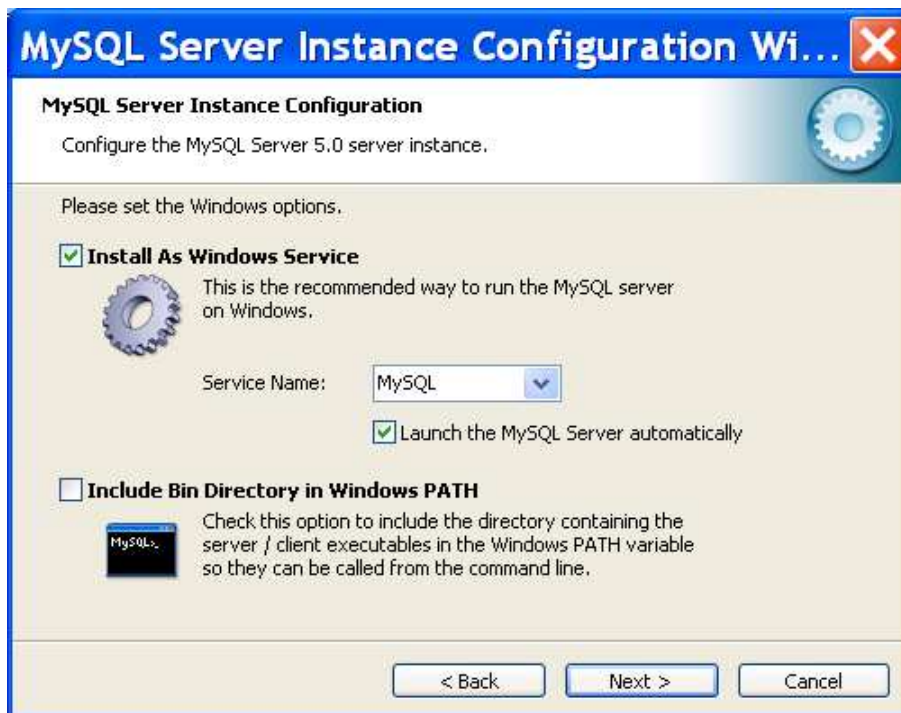 MySQL Server Instance Configuration Wi...
MySQL Server Instance Configuration
Configure the MySQL Server 5.0 server instance.
Please set the Windows options.
Install As Windows Service
This is the recommended way to run the MySQL server
on Windows.
Service Name:
MySQL
Launch the MySQL Server automatically
Include Bin Directory in Windows PATH
MySQL>_
Check this option to include the directory containing the
server / client executables in the Windows PATH variable
so they can be called from the command line.
< Back
Next >
Cancel